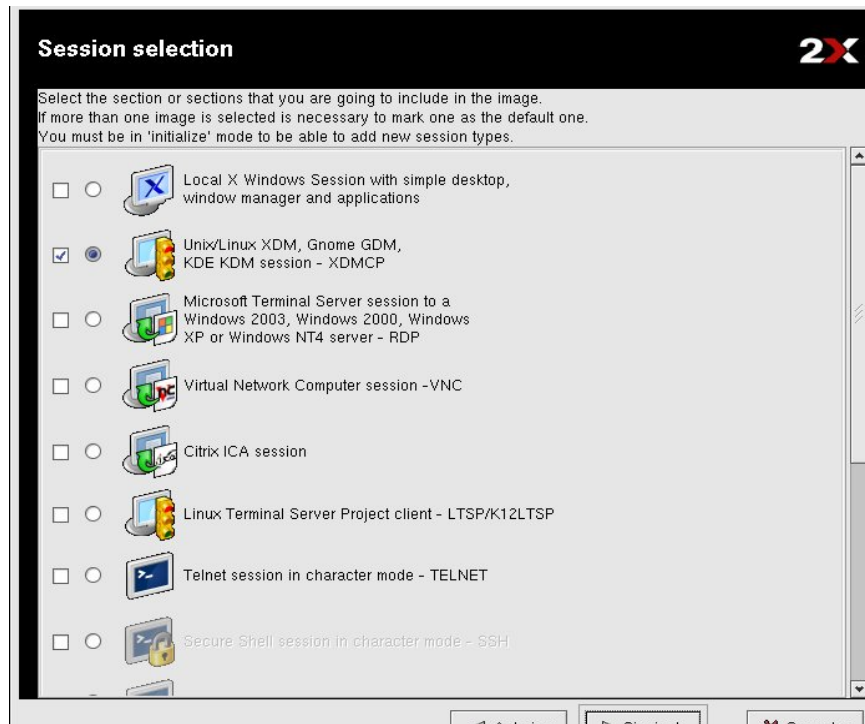 Session selection
2X
Select the section or sections that you are going to include in the image.
If more than one image is selected is necessary to mark one as the default one.
You must be in 'initialize' mode to be able to add new session types.
Local X Windows Session with simple desktop,
window manager and applications
Unix/Linux XDM, Gnome GDM,
KDE KDM session - XDMCP
Microsoft Terminal Server session to a
Windows 2003, Windows 2000, Windows
XP or Windows NT4 server - RDP
Virtual Network Computer session -VNC
Citrix ICA session
Linux Terminal Server Project client - LTSP/K12LTSP
Telnet session in character mode - TELNET
Secure Shell session in character mode - SSH